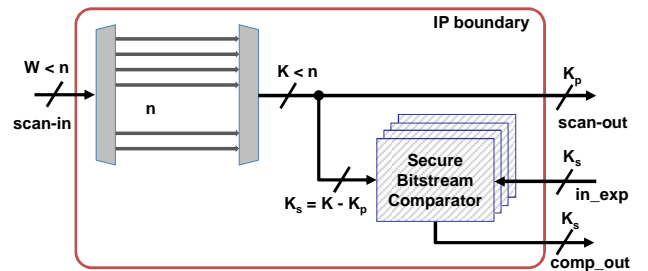 IP boundary
W < n
scan-in
n
K < n
Kp
scan-out
Secure
Bitstream
Comparator
Ks = K - Kp
Ks
in_exp
Ks
comp_out